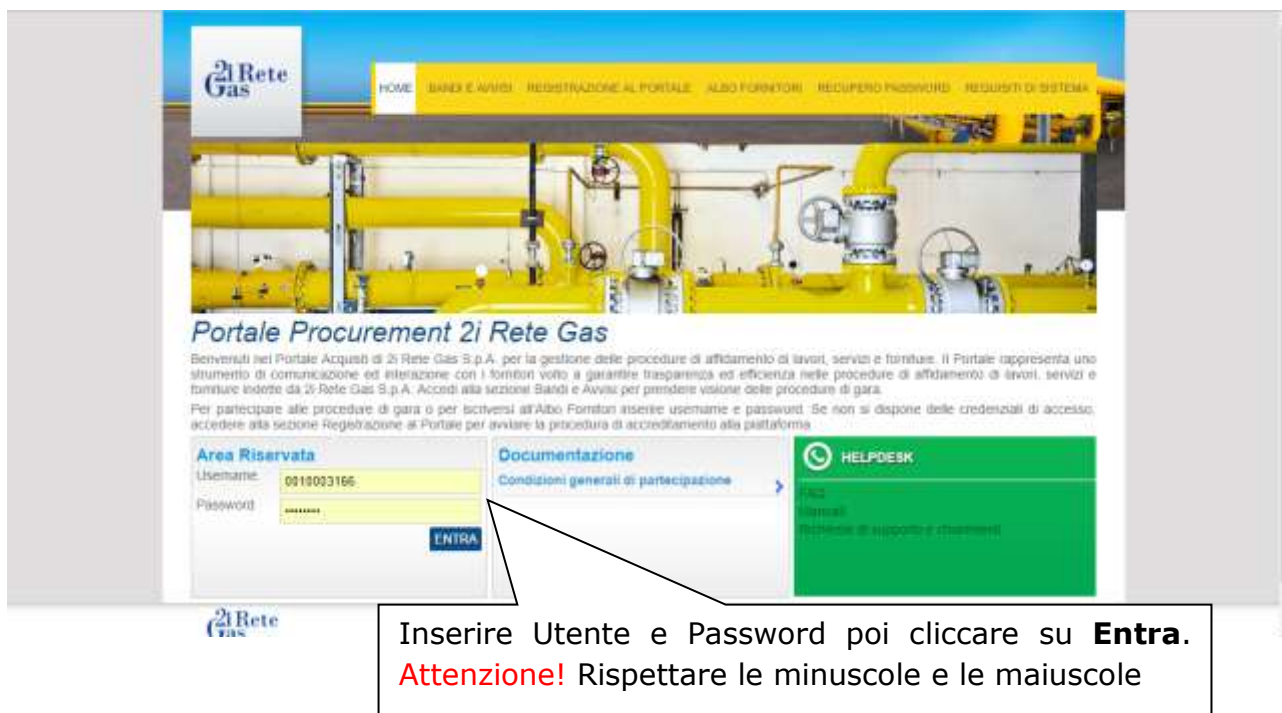 2i Rete
Gas
HOME BANDI E AVVISI REGISTRAZIONE AL PORTALE ALBO FORNITORI RECUPERO PASSWORD REQUISITI DI SISTEMA
Portale Procurement 2i Rete Gas
Benvenuti nel Portale Acquisti di 2i Rete Gas S.p.A. per la gestione delle procedure di affidamento di lavori, servizi e forniture. Il Portale rappresenta uno
strumento di comunicazione ed interazione con i fornitori volto a garantire trasparenza ed efficienza nelle procedure di affidamento di lavori, servizi e
forniture indette da 2i Rete Gas S.p.A. Accedi alla sezione Bandi e Avvisi per prendere visione delle procedure di gara.
Per partecipare alle procedure di gara o per iscriversi all'Albo Fornitori inserire username e password. Se non si dispone delle credenziali di accesso,
accedere alla sezione Registrazione al Portale per avviare la procedura di accreditamento alla piattaforma.
Area Riservata
Username 0010003166
Password ••••••••
ENTRA
Documentazione
Condizioni generali di partecipazione
HELPDESK
FAQ
Manuali
Richieste di supporto e chiarimenti
2i Rete
Gas
Inserire Utente e Password poi cliccare su Entra.
Attenzione! Rispettare le minuscole e le maiuscole